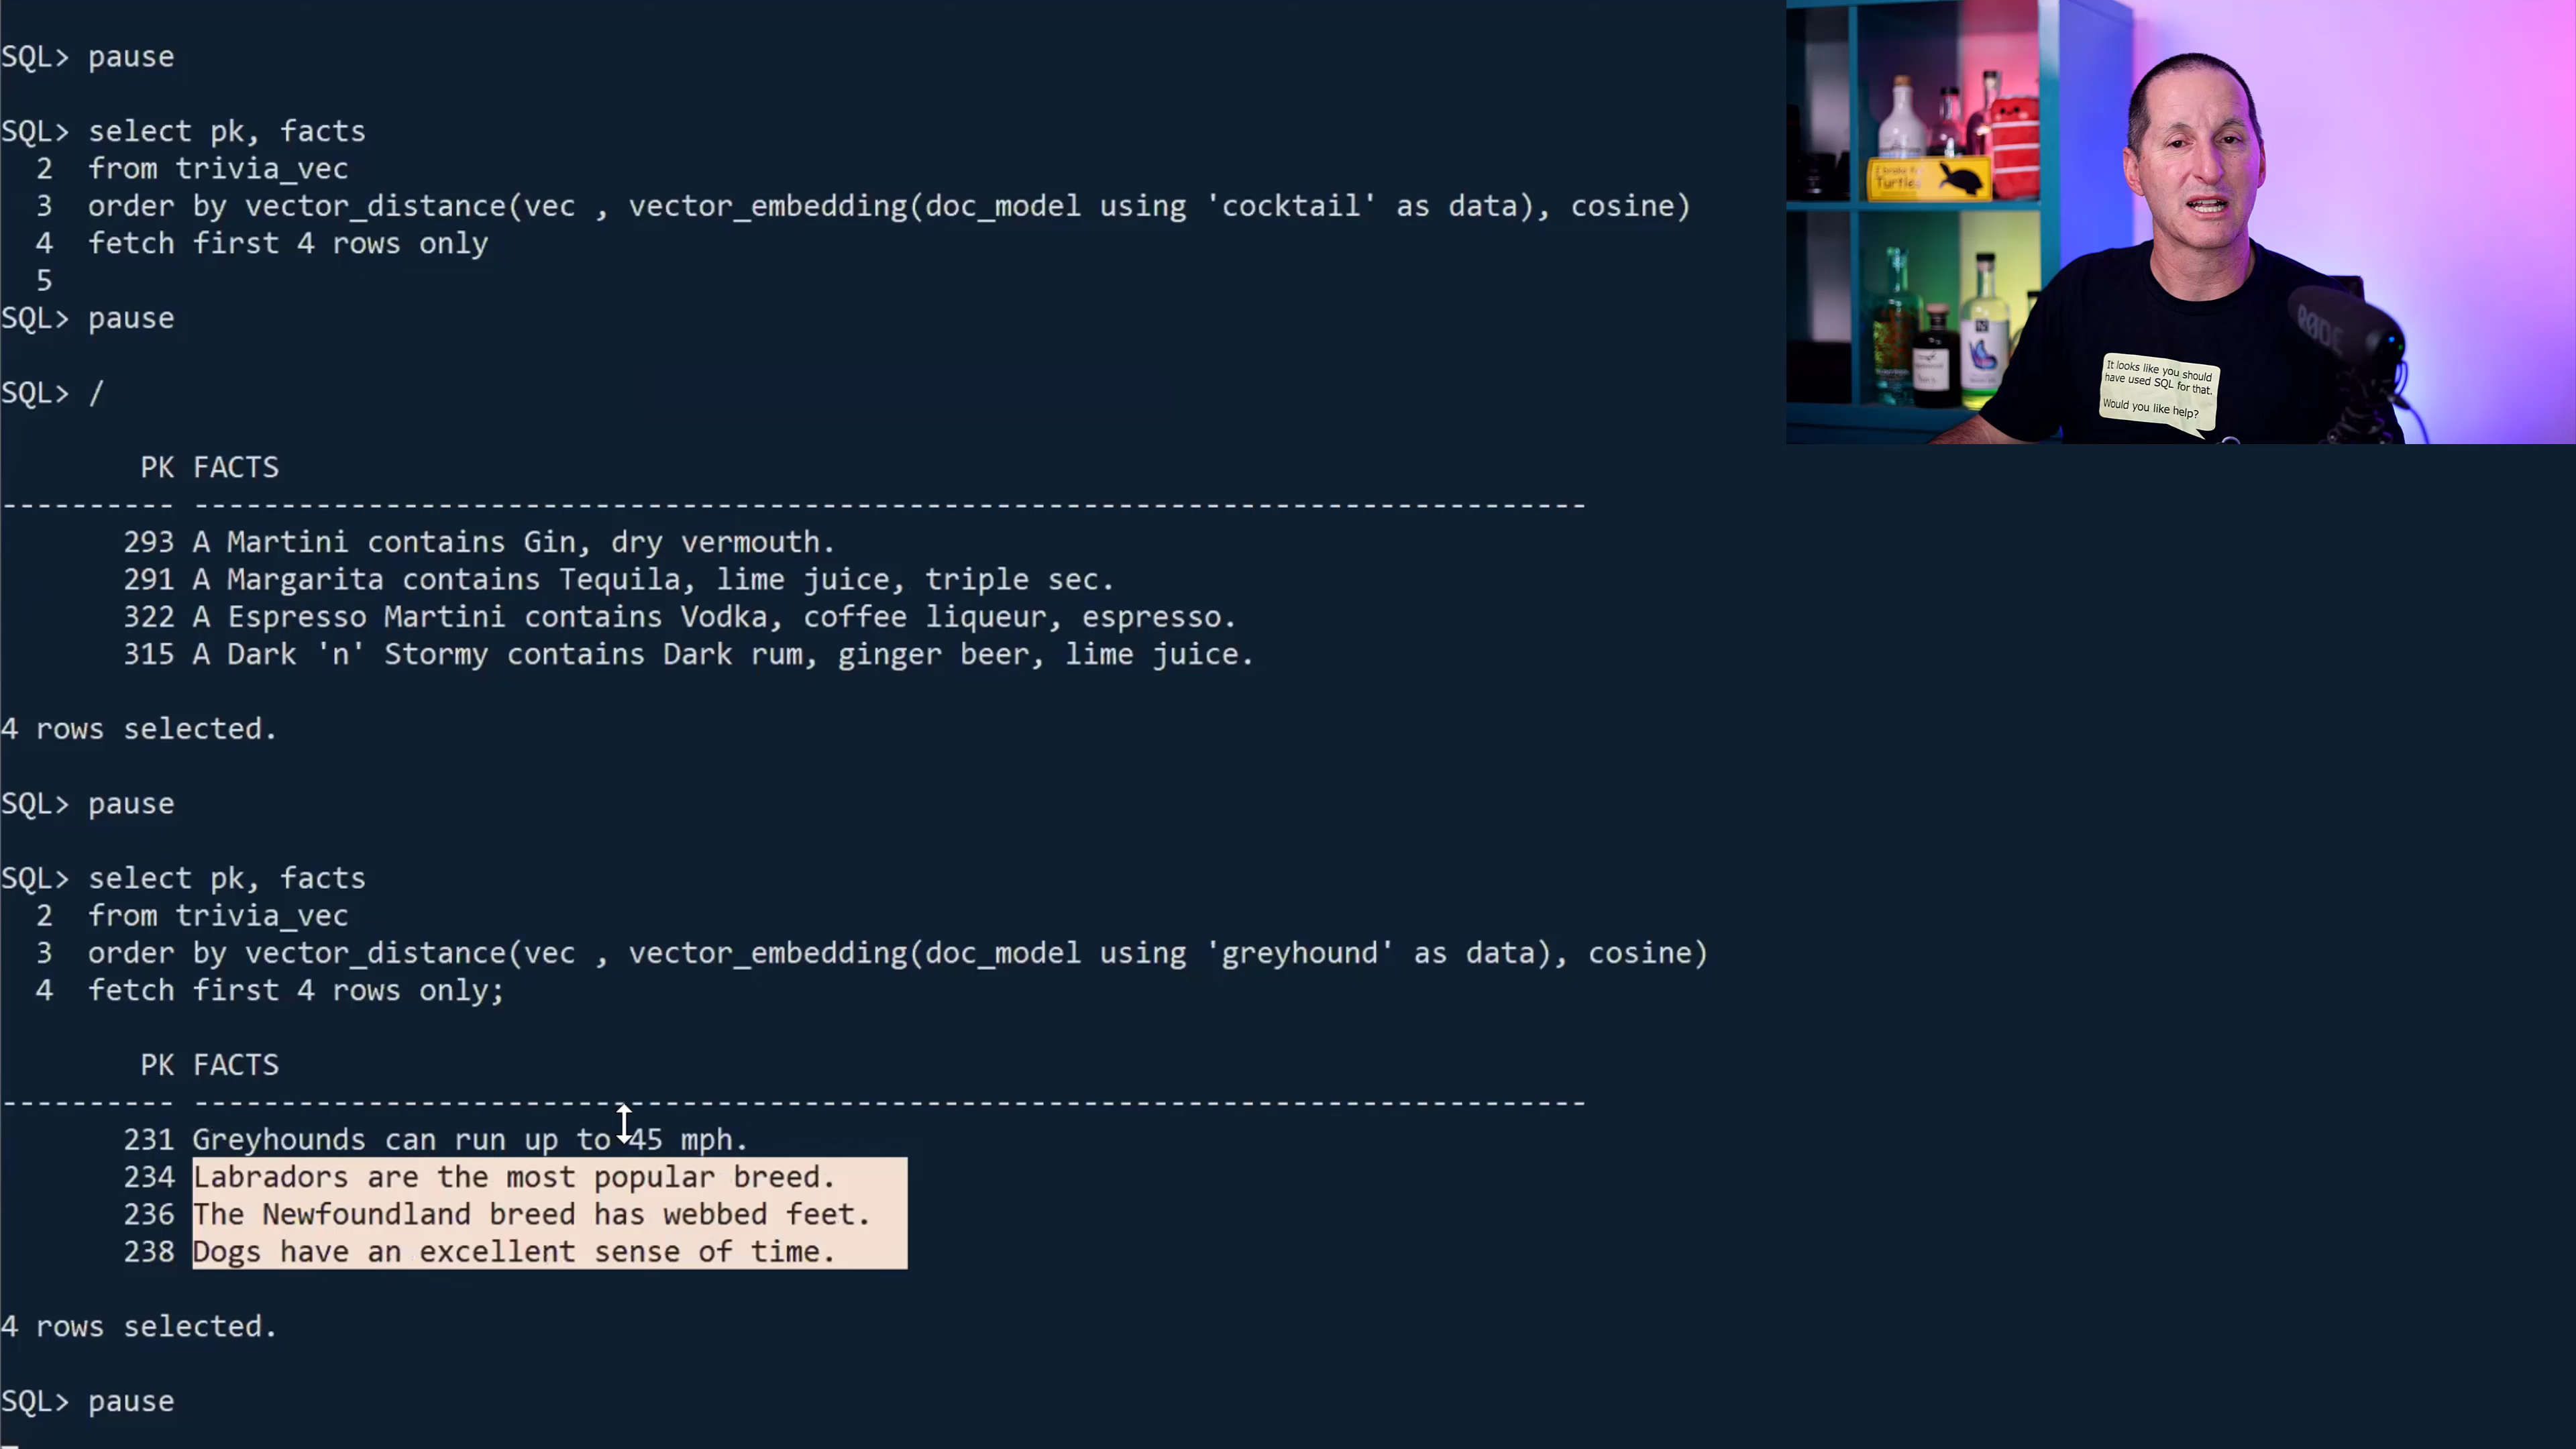 SQL> pause
SQL> select pk, facts
2 from trivia_vec
3 order by vector_distance(vec , vector_embedding(doc_model using 'cocktail' as data), cosine)
4 fetch first 4 rows only
5
SQL> pause
SQL> /
PK FACTS
---------- --------------------------------------------------------------------------------
293 A Martini contains Gin, dry vermouth.
291 A Margarita contains Tequila, lime juice, triple sec.
322 A Espresso Martini contains Vodka, coffee liqueur, espresso.
315 A Dark 'n' Stormy contains Dark rum, ginger beer, lime juice.
4 rows selected.
SQL> pause
SQL> select pk, facts
2 from trivia_vec
3 order by vector_distance(vec , vector_embedding(doc_model using 'greyhound' as data), cosine)
4 fetch first 4 rows only;
PK FACTS
---------- --------------------------------------------------------------------------------
231 Greyhounds can run up to 45 mph.
234 Labradors are the most popular breed.
236 The Newfoundland breed has webbed feet.
238 Dogs have an excellent sense of time.
4 rows selected.
SQL> pause
Turtles
RØDE
It looks like you should
have used SQL for that.
Would you like help?